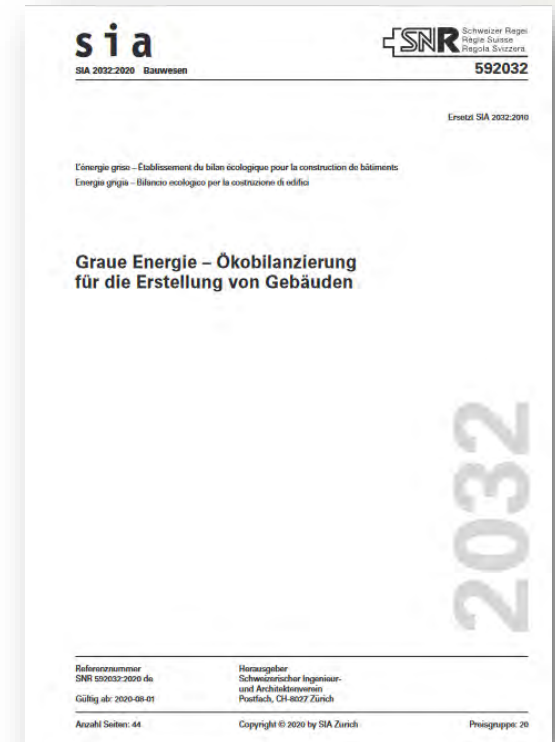 sia
SNR
Schweizer Regel
Règle Suisse
Regola Svizzera
SIA 2032:2020 Bauwesen
592032
Ersetzt SIA 2032:2010
L'énergie grise – Établissement du bilan écologique pour la construction de bâtiments
Energia grigia – Bilancio ecologico per la costruzione di edifici
Graue Energie – Ökobilanzierung
für die Erstellung von Gebäuden
2032
Referenznummer
SNR 592032:2020 de
Gültig ab: 2020-08-01
Herausgeber
Schweizerischer Ingenieur-
und Architektenverein
Postfach, CH-8027 Zürich
Anzahl Seiten: 44
Copyright © 2020 by SIA Zurich
Preisgruppe: 20